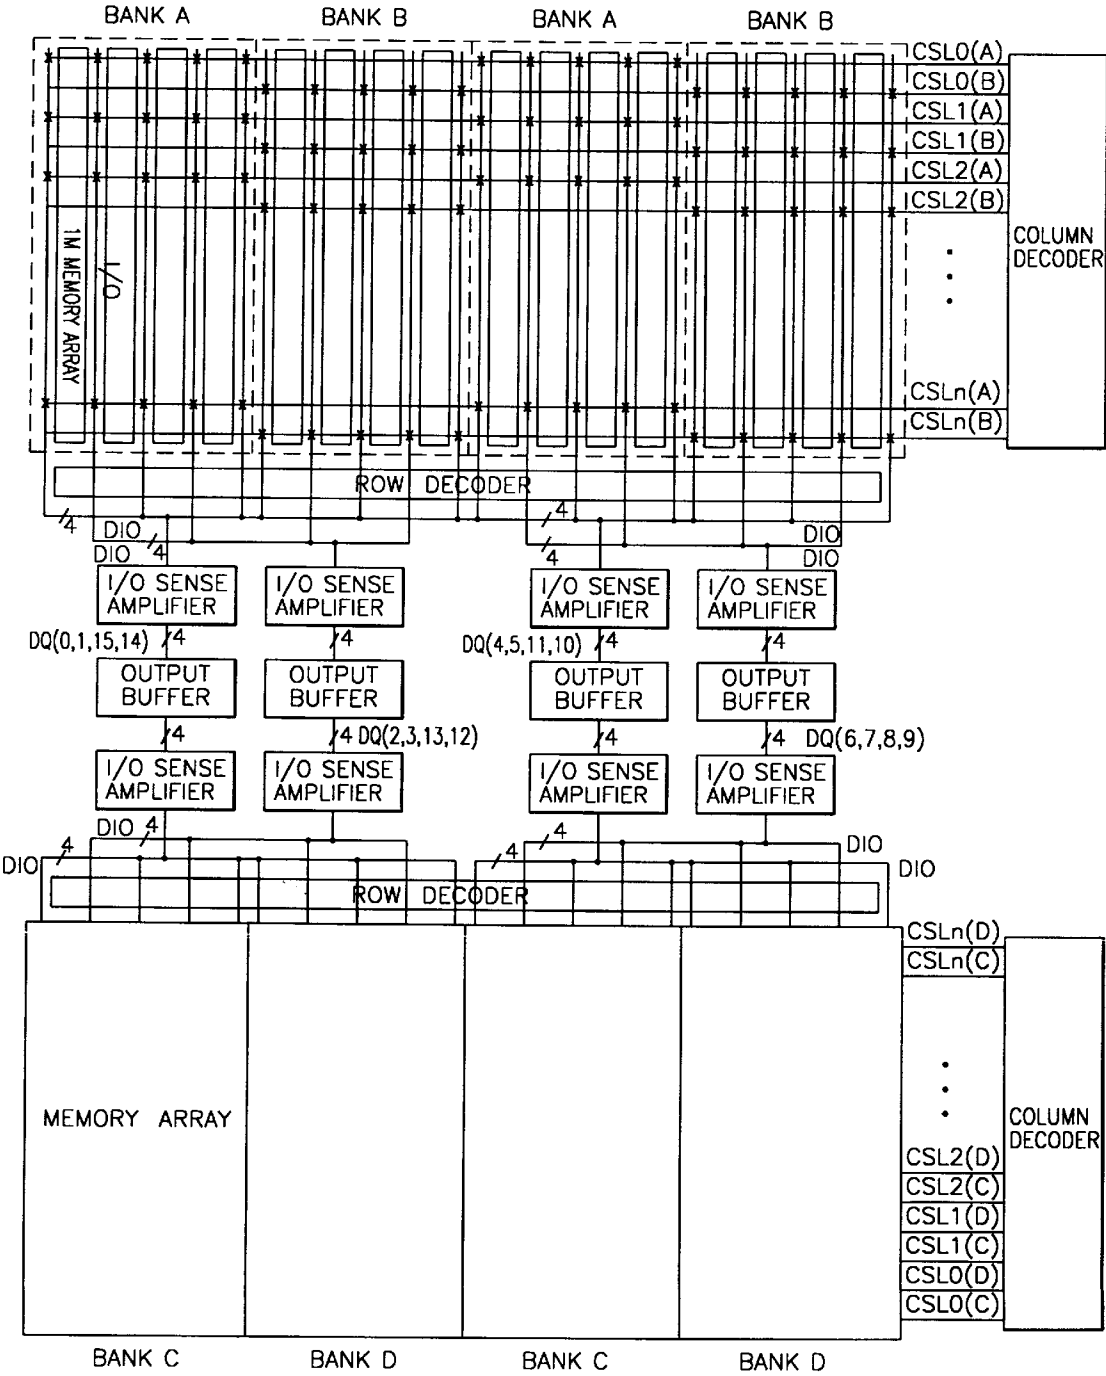 BANK A
BANK B
BANK A
BANK B
CSL0(A)
CSL0(B)
CSL1(A)
CSL1(B)
CSL2(A)
CSL2(B)
COLUMN
DECODER
1M MEMORY ARRAY
I/O
CSLn(A)
CSLn(B)
ROW DECODER
4
DIO
4
DIO
4
4
DIO
DIO
I/O SENSE
AMPLIFIER
I/O SENSE
AMPLIFIER
I/O SENSE
AMPLIFIER
I/O SENSE
AMPLIFIER
DQ(0,1,15,14)
4
4
DQ(4,5,11,10)
4
4
OUTPUT
BUFFER
OUTPUT
BUFFER
OUTPUT
BUFFER
OUTPUT
BUFFER
4
4
DQ(2,3,13,12)
4
4
DQ(6,7,8,9)
I/O SENSE
AMPLIFIER
I/O SENSE
AMPLIFIER
I/O SENSE
AMPLIFIER
I/O SENSE
AMPLIFIER
DIO
4
4
DIO
DIO
4
4
DIO
ROW DECODER
CSLn(D)
CSLn(C)
MEMORY ARRAY
COLUMN
DECODER
CSL2(D)
CSL2(C)
CSL1(D)
CSL1(C)
CSL0(D)
CSL0(C)
BANK C
BANK D
BANK C
BANK D